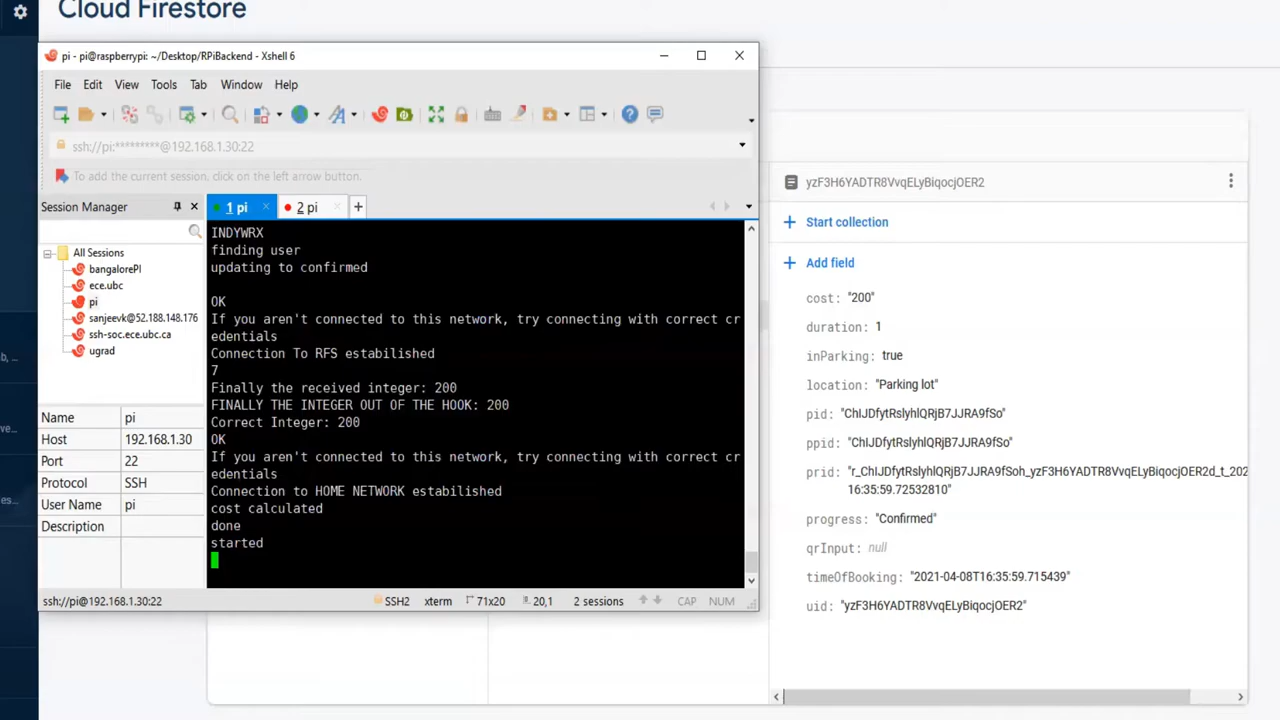 Cloud Firestore
pi - pi@raspberrypi: ~/Desktop/RPiBackend - Xshell 6
File Edit View Tools Tab Window Help
ssh://pi:*********@192.168.1.30:22
To add the current session, click on the left arrow button.
Session Manager
1 pi
2 pi
All Sessions
bangalorePI
ece.ubc
pi
sanjeevk@52.188.148.176
ssh-soc.ece.ubc.ca
ugrad
Name pi
Host 192.168.1.30
Port 22
Protocol SSH
User Name pi
Description
INDYWRX
finding user
updating to confirmed
OK
If you aren't connected to this network, try connecting with correct cr
edentials
Connection To RFS estabilished
7
Finally the received integer: 200
FINALLY THE INTEGER OUT OF THE HOOK: 200
Correct Integer: 200
OK
If you aren't connected to this network, try connecting with correct cr
edentials
Connection to HOME NETWORK estabilished
cost calculated
done
started
ssh://pi@192.168.1.30:22 SSH2 xterm 71x20 20,1 2 sessions CAP NUM
yzF3H6YADTR8VvqELyBiqocjOER2
+ Start collection
+ Add field
cost: "200"
duration: 1
inParking: true
location: "Parking lot"
pid: "ChIJDfytRslyhlQRjB7JJRA9fSo"
ppid: "ChIJDfytRslyhlQRjB7JJRA9fSo"
prid: "r_ChIJDfytRslyhlQRjB7JJRA9fSoh_yzF3H6YADTR8VvqELyBiqocjOER2d_t_202
16:35:59.72532810"
progress: "Confirmed"
qrInput: null
timeOfBooking: "2021-04-08T16:35:59.715439"
uid: "yzF3H6YADTR8VvqELyBiqocjOER2"